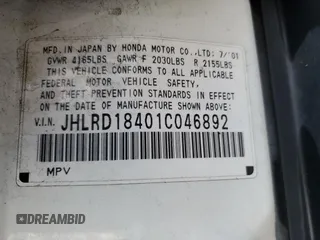 MFD. IN JAPAN BY HONDA MOTOR CO., LTD. 7/'01
GVWR 4165LBS GAWR F 2030LBS R 2155LBS
THIS VEHICLE CONFORMS TO ALL APPLICABLE
FEDERAL MOTOR VEHICLE SAFETY,
AND THEFT PREVENTION STANDARDS IN EFFECT
ON THE DATE OF MANUFACTURE SHOWN ABOVE.
V.I.N. JHLRD18401C046892
MPV
© DREAMBID